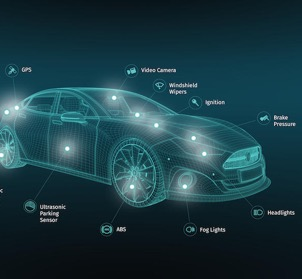 GPS
Video Camera
Windshield
Wipers
Ignition
Brake
Pressure
Ultrasonic
Parking
Sensor
ABS
Fog Lights
Headlights